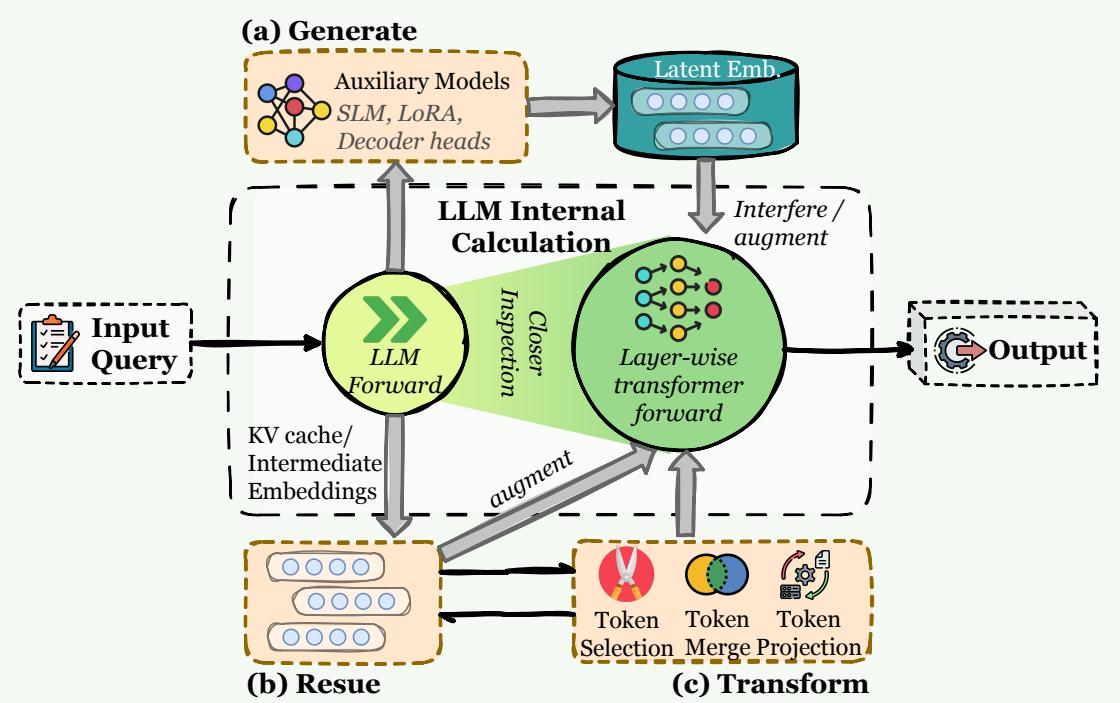 (a) Generate
Auxiliary Models
SLM, LoRA,
Decoder heads
Latent Emb.
Interfere /
augment
LLM Internal
Calculation
Input
Query
LLM
Forward
Closer
Inspection
Layer-wise
transformer
forward
Output
KV cache/
Intermediate
Embeddings
augment
Token
Selection
Token
Merge
Token
Projection
(b) Resue
(c) Transform